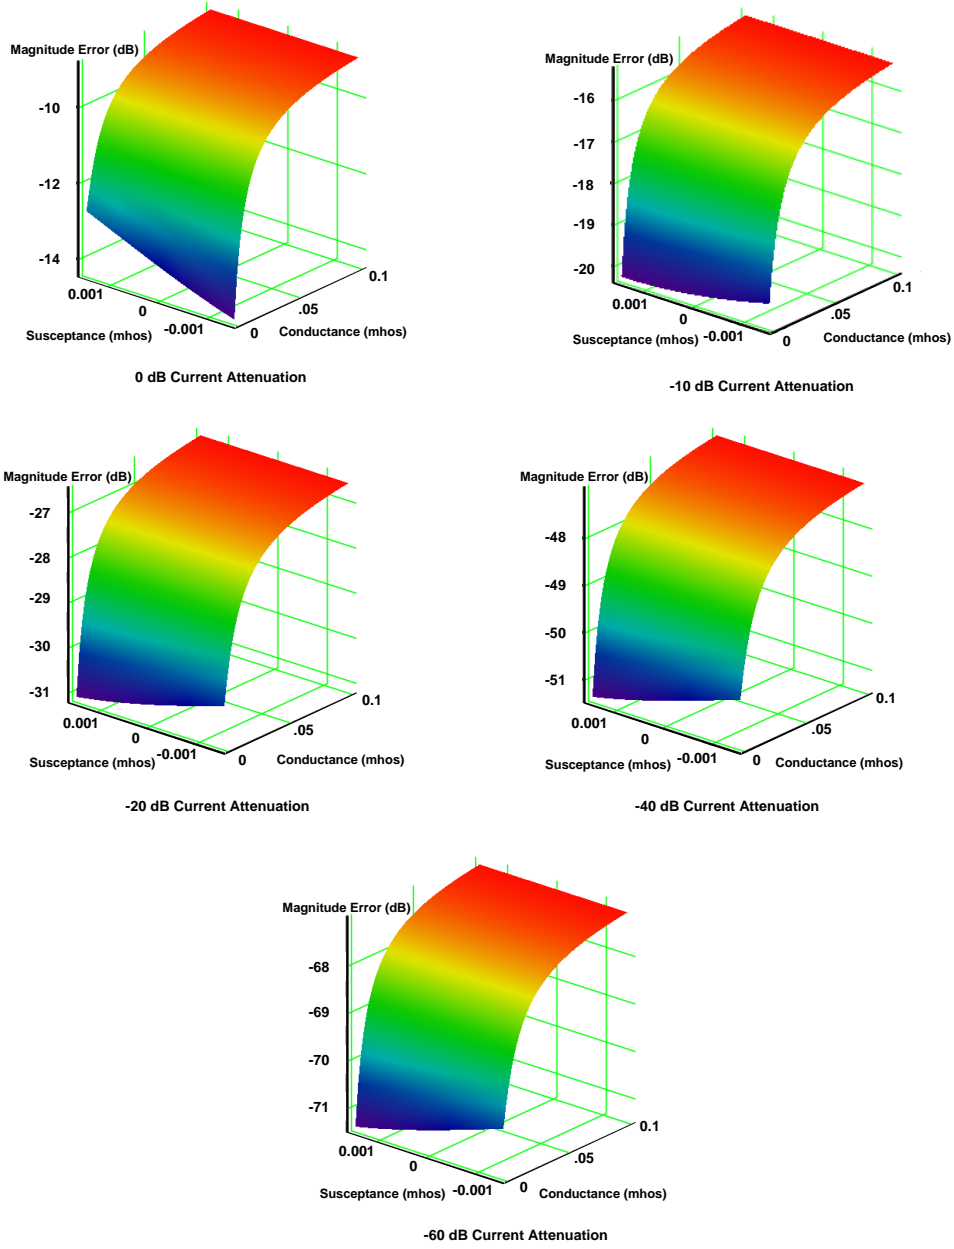 Magnitude Error (dB)
-10
-12
-14
0.001
0
-0.001
0
.05
0.1
Susceptance (mhos)
Conductance (mhos)
0 dB Current Attenuation
Magnitude Error (dB)
-16
-17
-18
-19
-20
0.001
0
-0.001
0
.05
0.1
Susceptance (mhos)
Conductance (mhos)
-10 dB Current Attenuation
Magnitude Error (dB)
-27
-28
-29
-30
-31
0.001
0
-0.001
0
.05
0.1
Susceptance (mhos)
Conductance (mhos)
-20 dB Current Attenuation
Magnitude Error (dB)
-48
-49
-50
-51
0.001
0
-0.001
0
.05
0.1
Susceptance (mhos)
Conductance (mhos)
-40 dB Current Attenuation
Magnitude Error (dB)
-68
-69
-70
-71
0.001
0
-0.001
0
.05
0.1
Susceptance (mhos)
Conductance (mhos)
-60 dB Current Attenuation